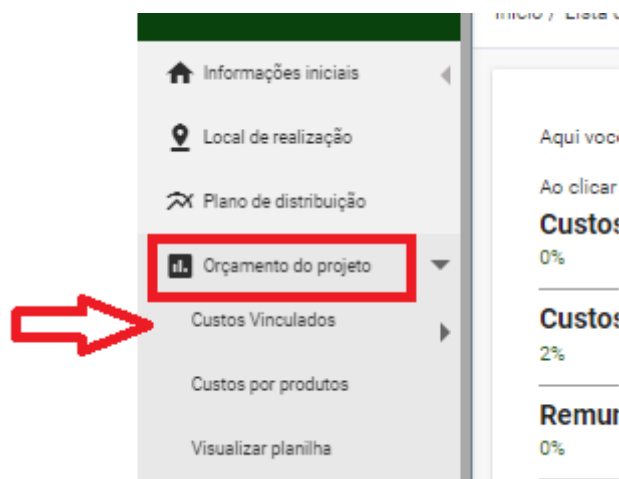 Início / Lista
Informações iniciais
Local de realização
Plano de distribuição
Orçamento do projeto
Custos Vinculados
Custos por produtos
Visualizar planilha
Aqui voc
Ao clicar
Custos
0%
Custos
2%
Remu
0%